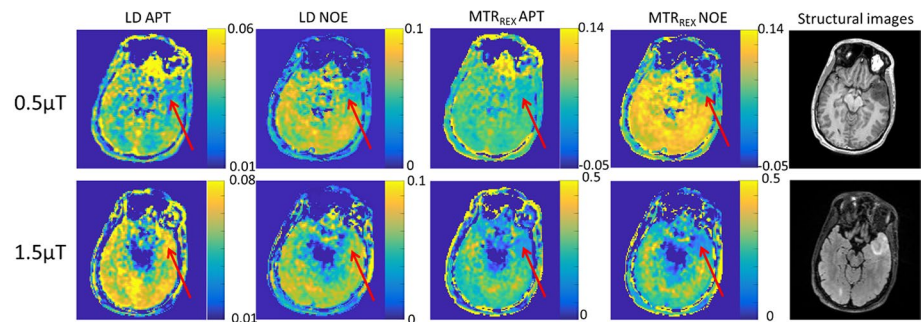 LD APT LD NOE MTR_REX APT MTR_REX NOE Structural images
0.06 0.1 0.14 0.14
0.5µT
0.01 0 -0.05 -0.05
0.08 0.1 0.5 0.5
1.5µT
0.01 0 0 0